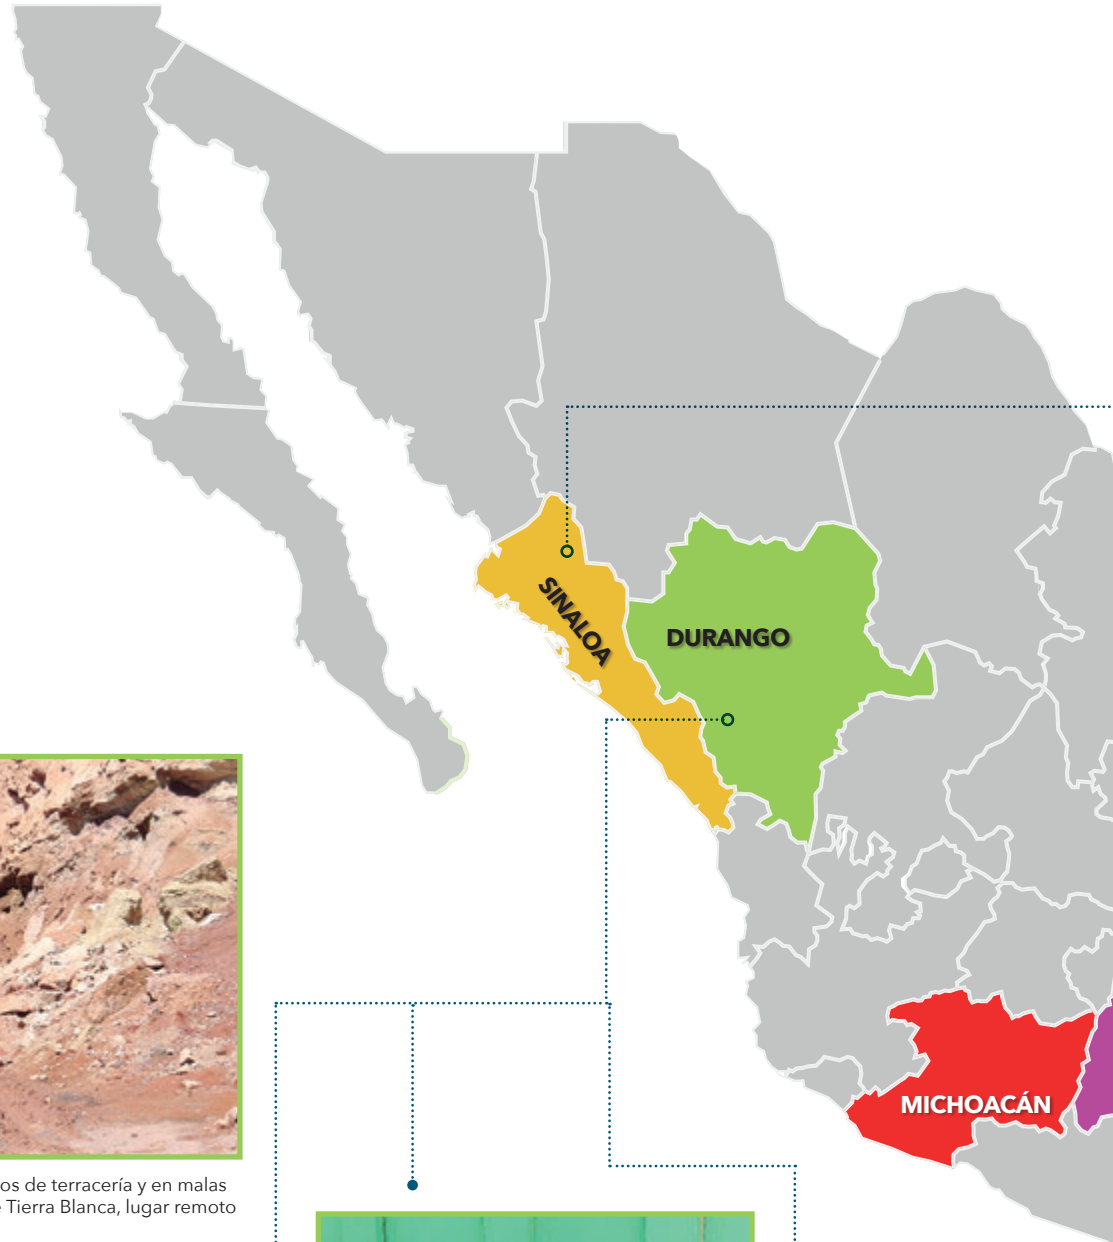 SINALOA
DURANGO
MICHOACÁN
os de terracería y en malas
Tierra Blanca, lugar remoto